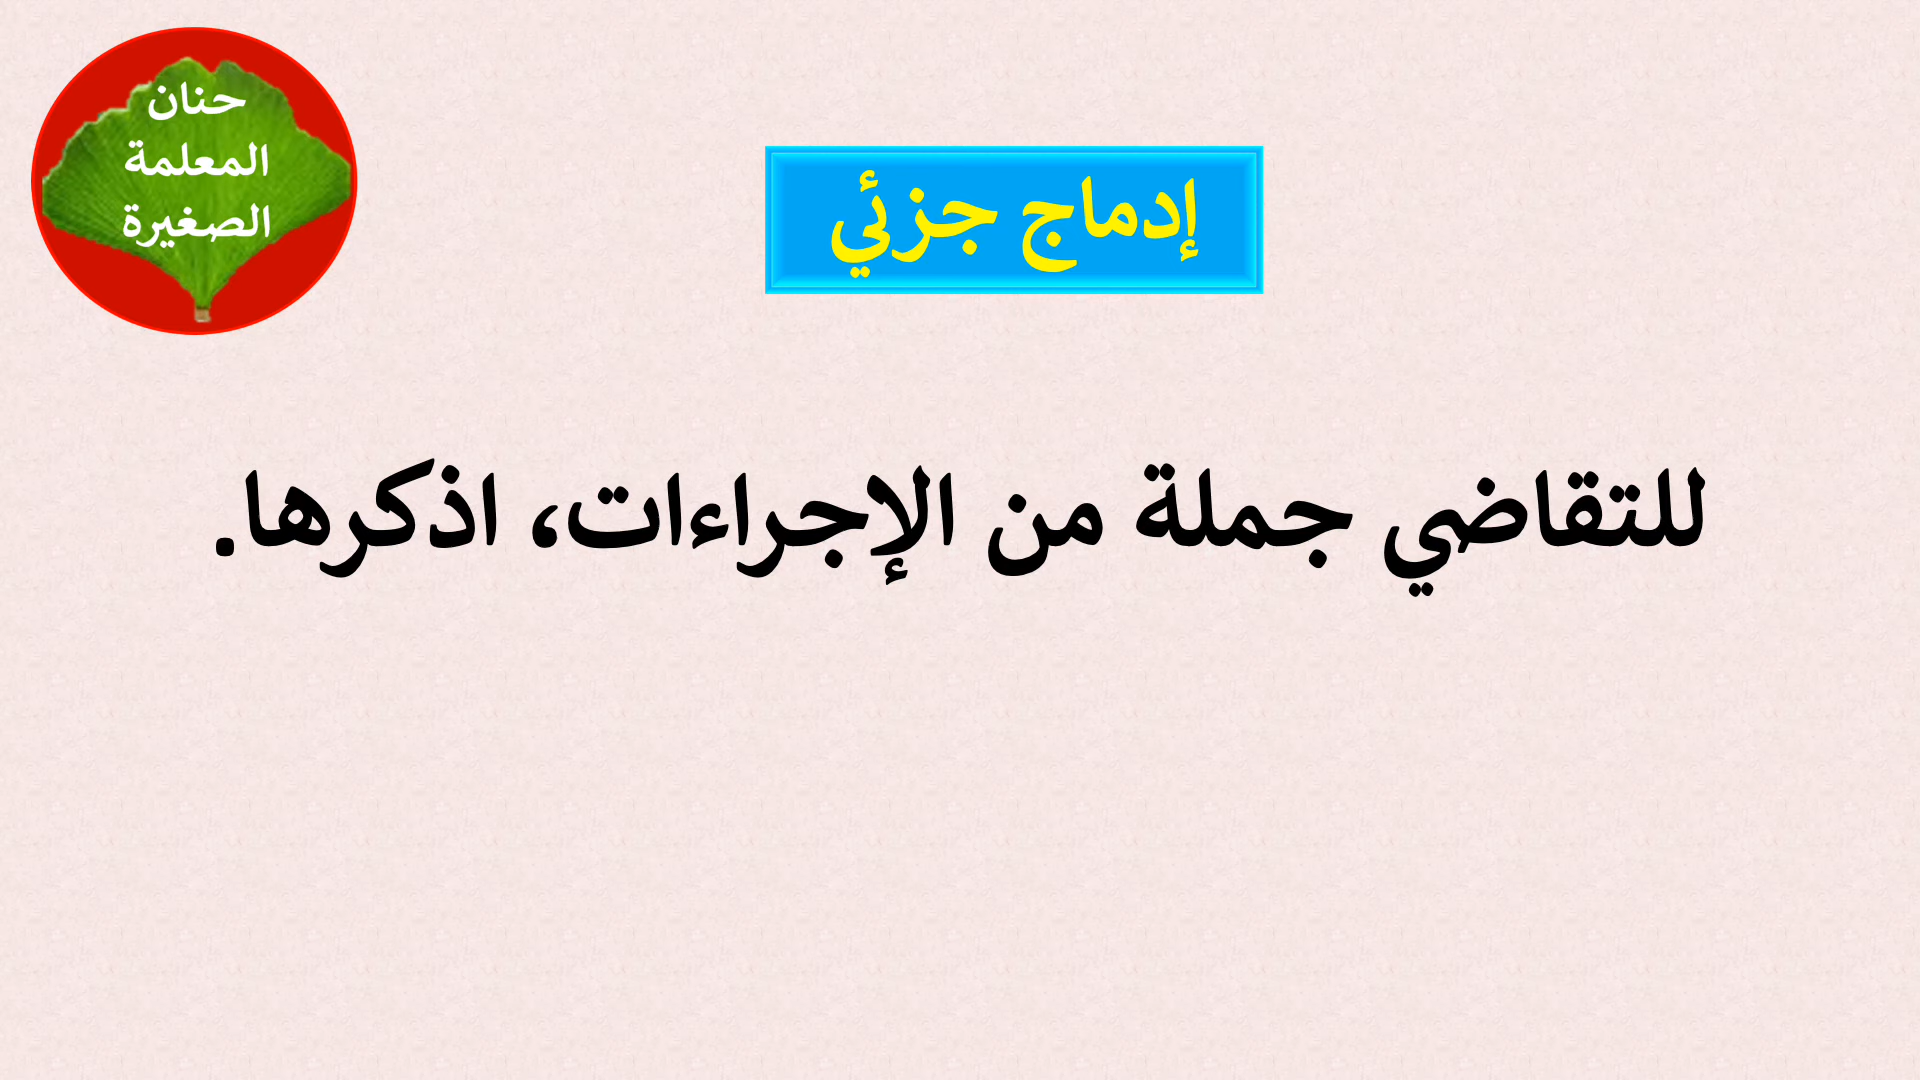 حنان
المعلمة
الصغيرة
إدماج جزئي
للتقاضي جملة من الإجراءات، اذكرها.